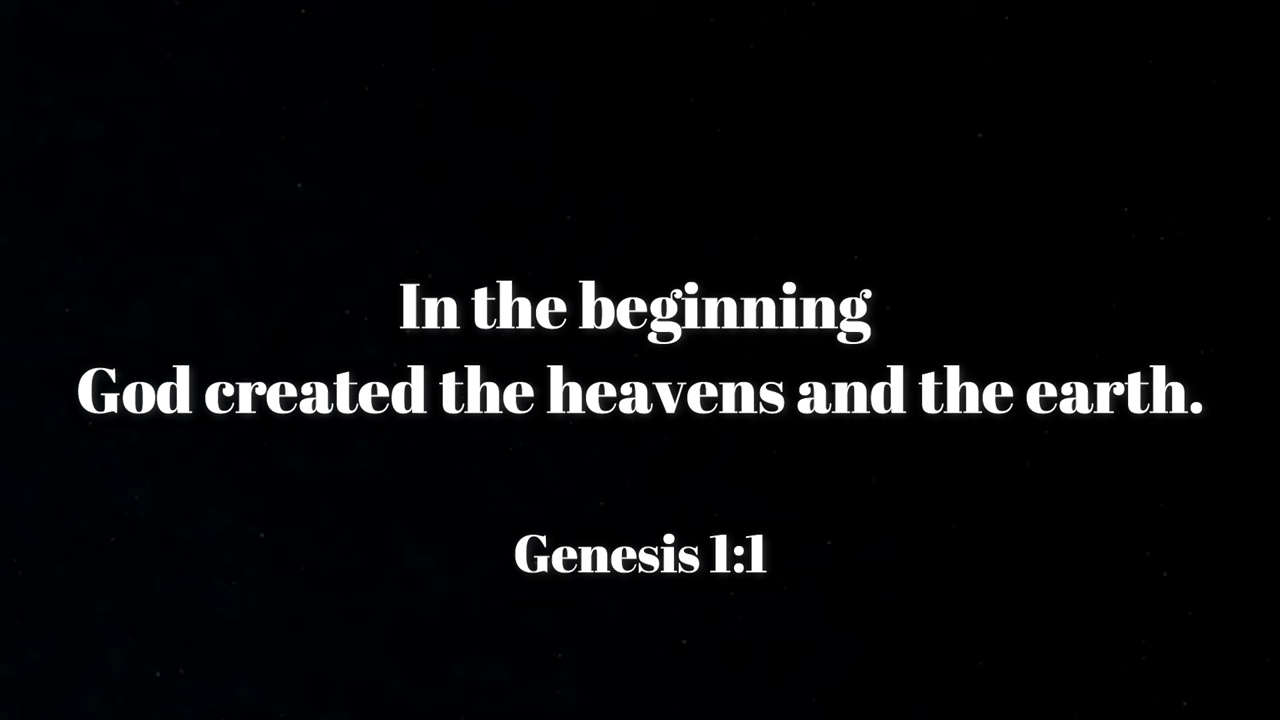 In the beginning
God created the heavens and the earth.
Genesis 1:1